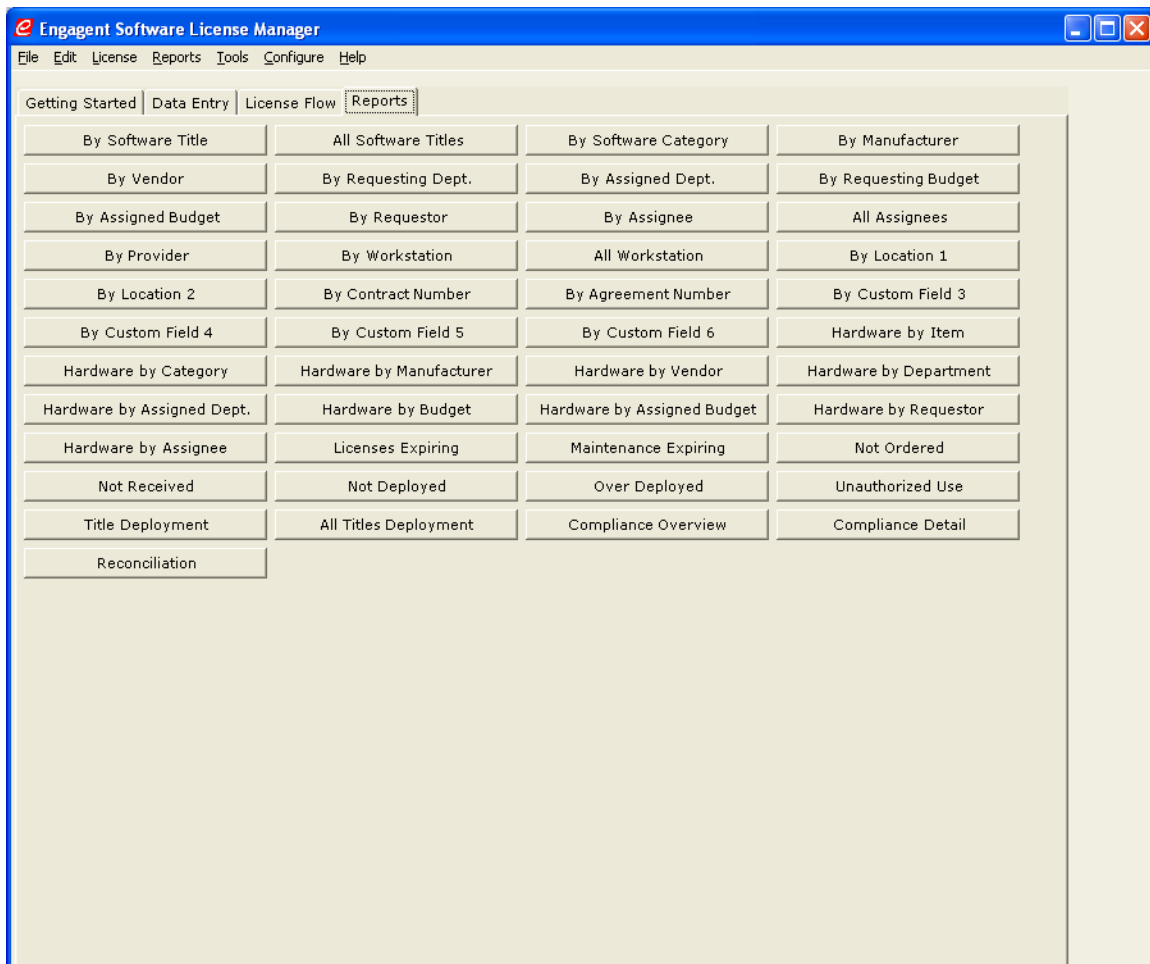 Engagent Software License Manager
File Edit License Reports Tools Configure Help
Getting Started Data Entry License Flow Reports
By Software Title All Software Titles By Software Category By Manufacturer
By Vendor By Requesting Dept. By Assigned Dept. By Requesting Budget
By Assigned Budget By Requestor By Assignee All Assignees
By Provider By Workstation All Workstation By Location 1
By Location 2 By Contract Number By Agreement Number By Custom Field 3
By Custom Field 4 By Custom Field 5 By Custom Field 6 Hardware by Item
Hardware by Category Hardware by Manufacturer Hardware by Vendor Hardware by Department
Hardware by Assigned Dept. Hardware by Budget Hardware by Assigned Budget Hardware by Requestor
Hardware by Assignee Licenses Expiring Maintenance Expiring Not Ordered
Not Received Not Deployed Over Deployed Unauthorized Use
Title Deployment All Titles Deployment Compliance Overview Compliance Detail
Reconciliation